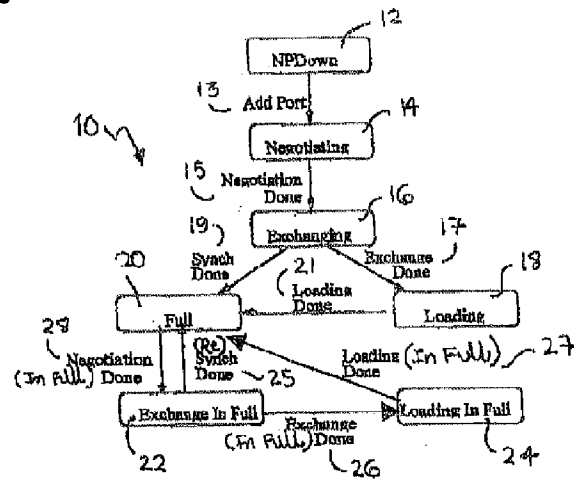 12
NPDown
13
Add Port
14
10
Negotiating
15
Negotiation
Done
16
Exchanging
19
Synch
Done
Exchange
Done
17
20
21
Loading
Done
18
Full
Loading
28
Negotiation
(In Full) Done
(Re)
Synch
Done
25
Loading (In Full)
Done
27
Exchange In Full
Loading In Full
22
Exchange
(In Full) Done
26
24